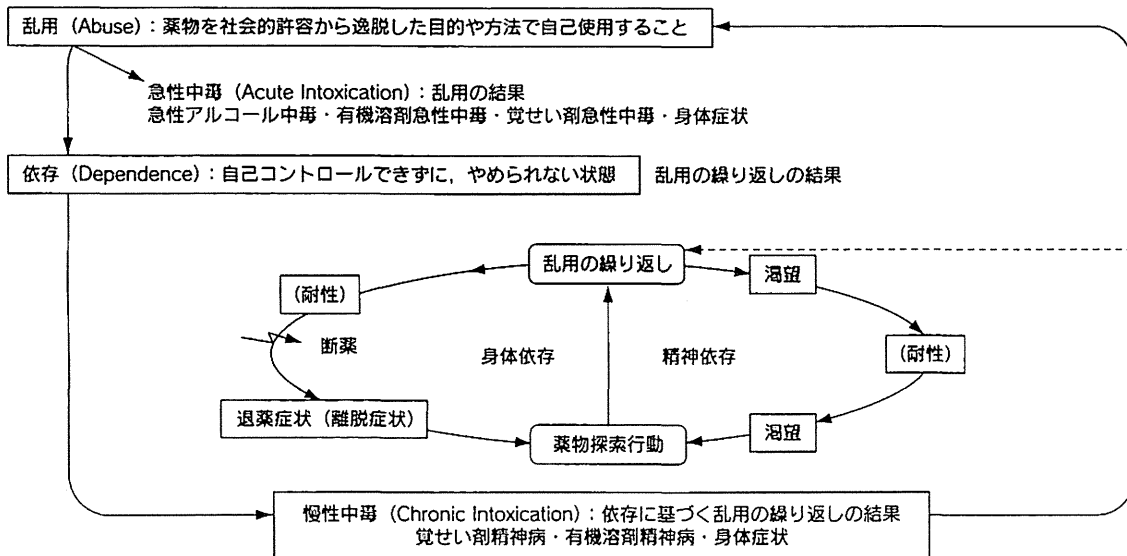 乱用（Abuse）：薬物を社会的許容から逸脱した目的や方法で自己使用すること
急性中毒（Acute Intoxication）：乱用の結果
急性アルコール中毒・有機溶剤急性中毒・覚せい剤急性中毒・身体症状
依存（Dependence）：自己コントロールできずに，やめられない状態
乱用の繰り返しの結果
乱用の繰り返し
渇望
（耐性）
断薬
身体依存
精神依存
（耐性）
退薬症状（離脱症状）
薬物探索行動
渇望
慢性中毒（Chronic Intoxication）：依存に基づく乱用の繰り返しの結果
覚せい剤精神病・有機溶剤精神病・身体症状